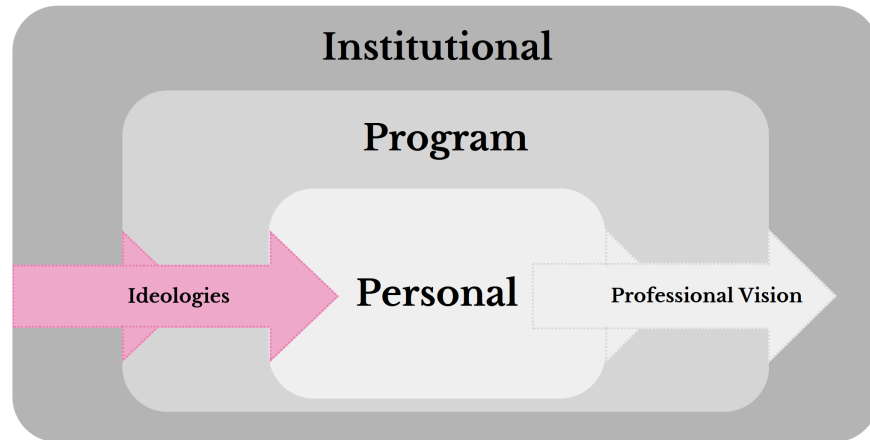 Institutional
Program
Ideologies
Personal
Professional Vision